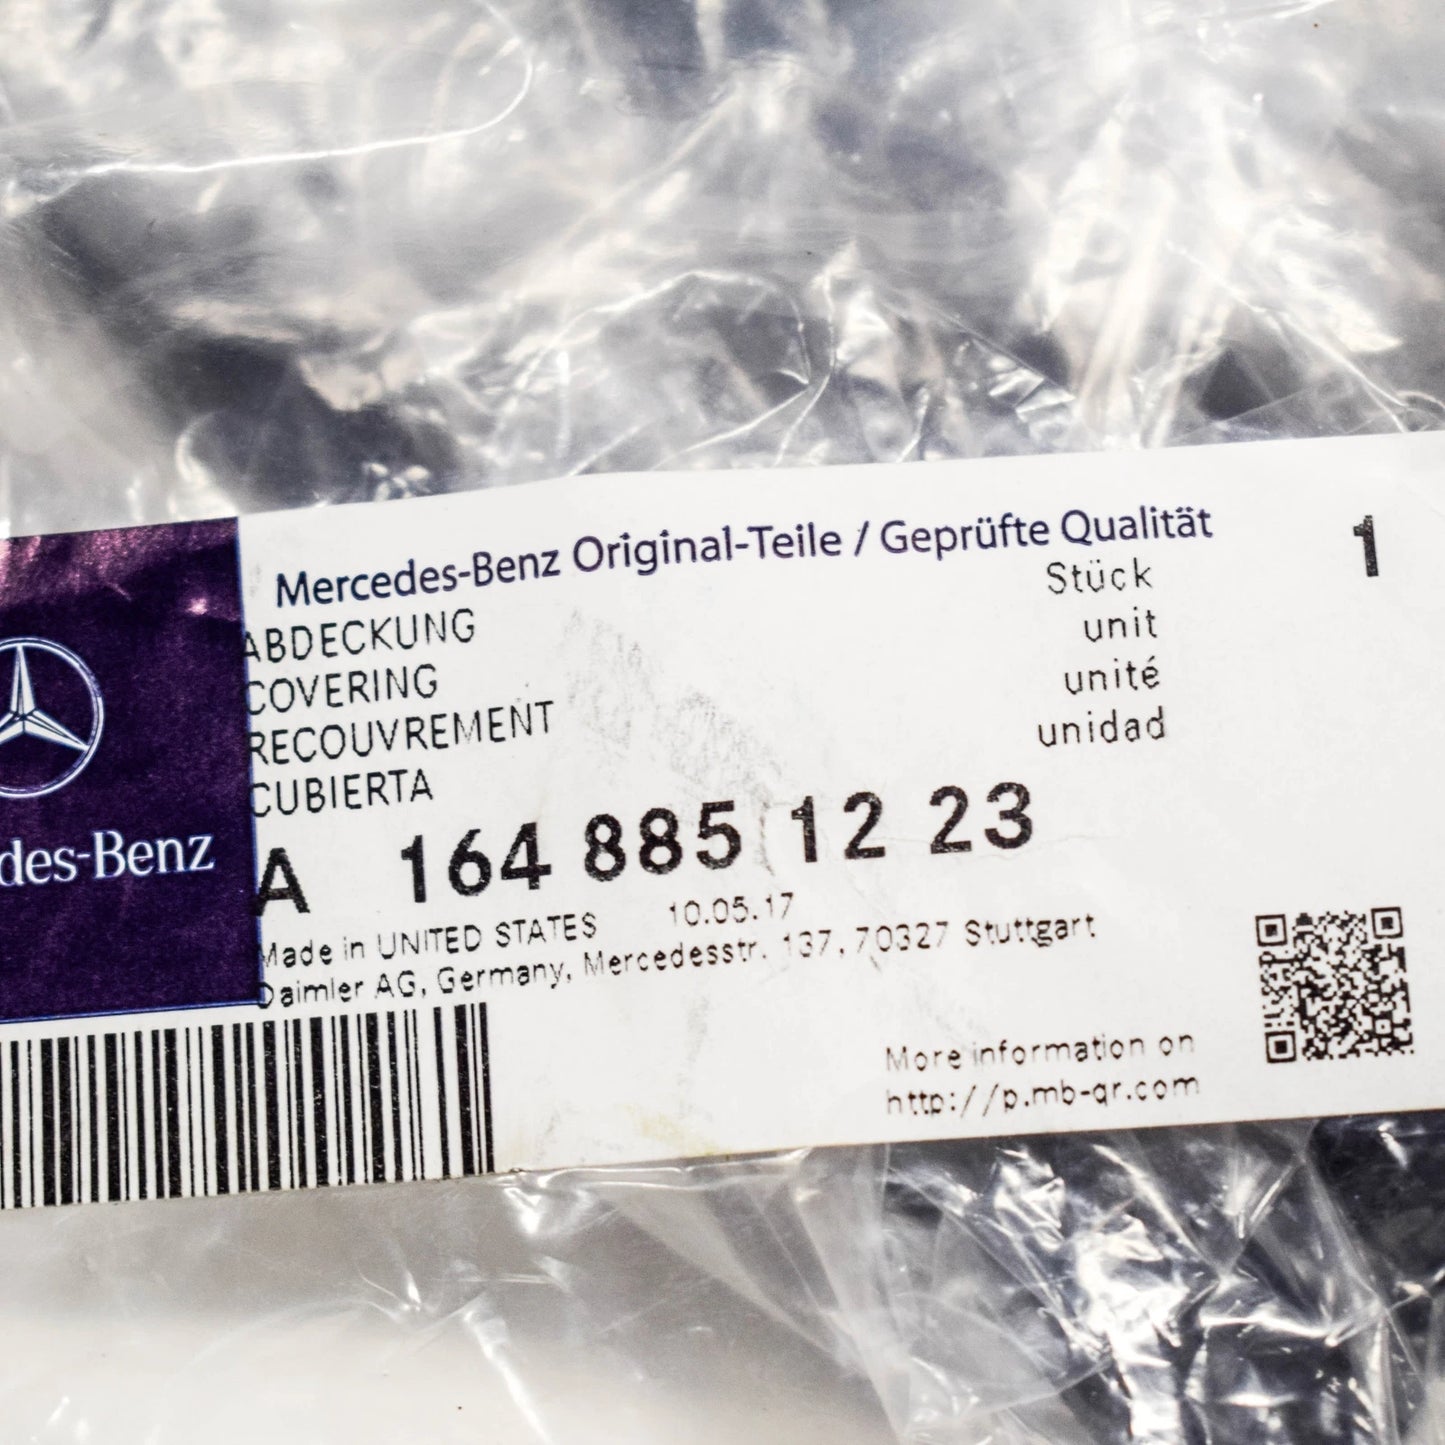 Mercedes-Benz Original-Teile / Geprüfte Qualität
Stück 1
ABDECKUNG
unit
COVERING
unité
RECOUVREMENT
unidad
CUBIERTA
des-Benz
A 164 885 12 23
Made in UNITED STATES 10.05.17
Daimler AG, Germany, Mercedesstr. 137, 70327 Stuttgart
More information on
http://p.mb-qr.com